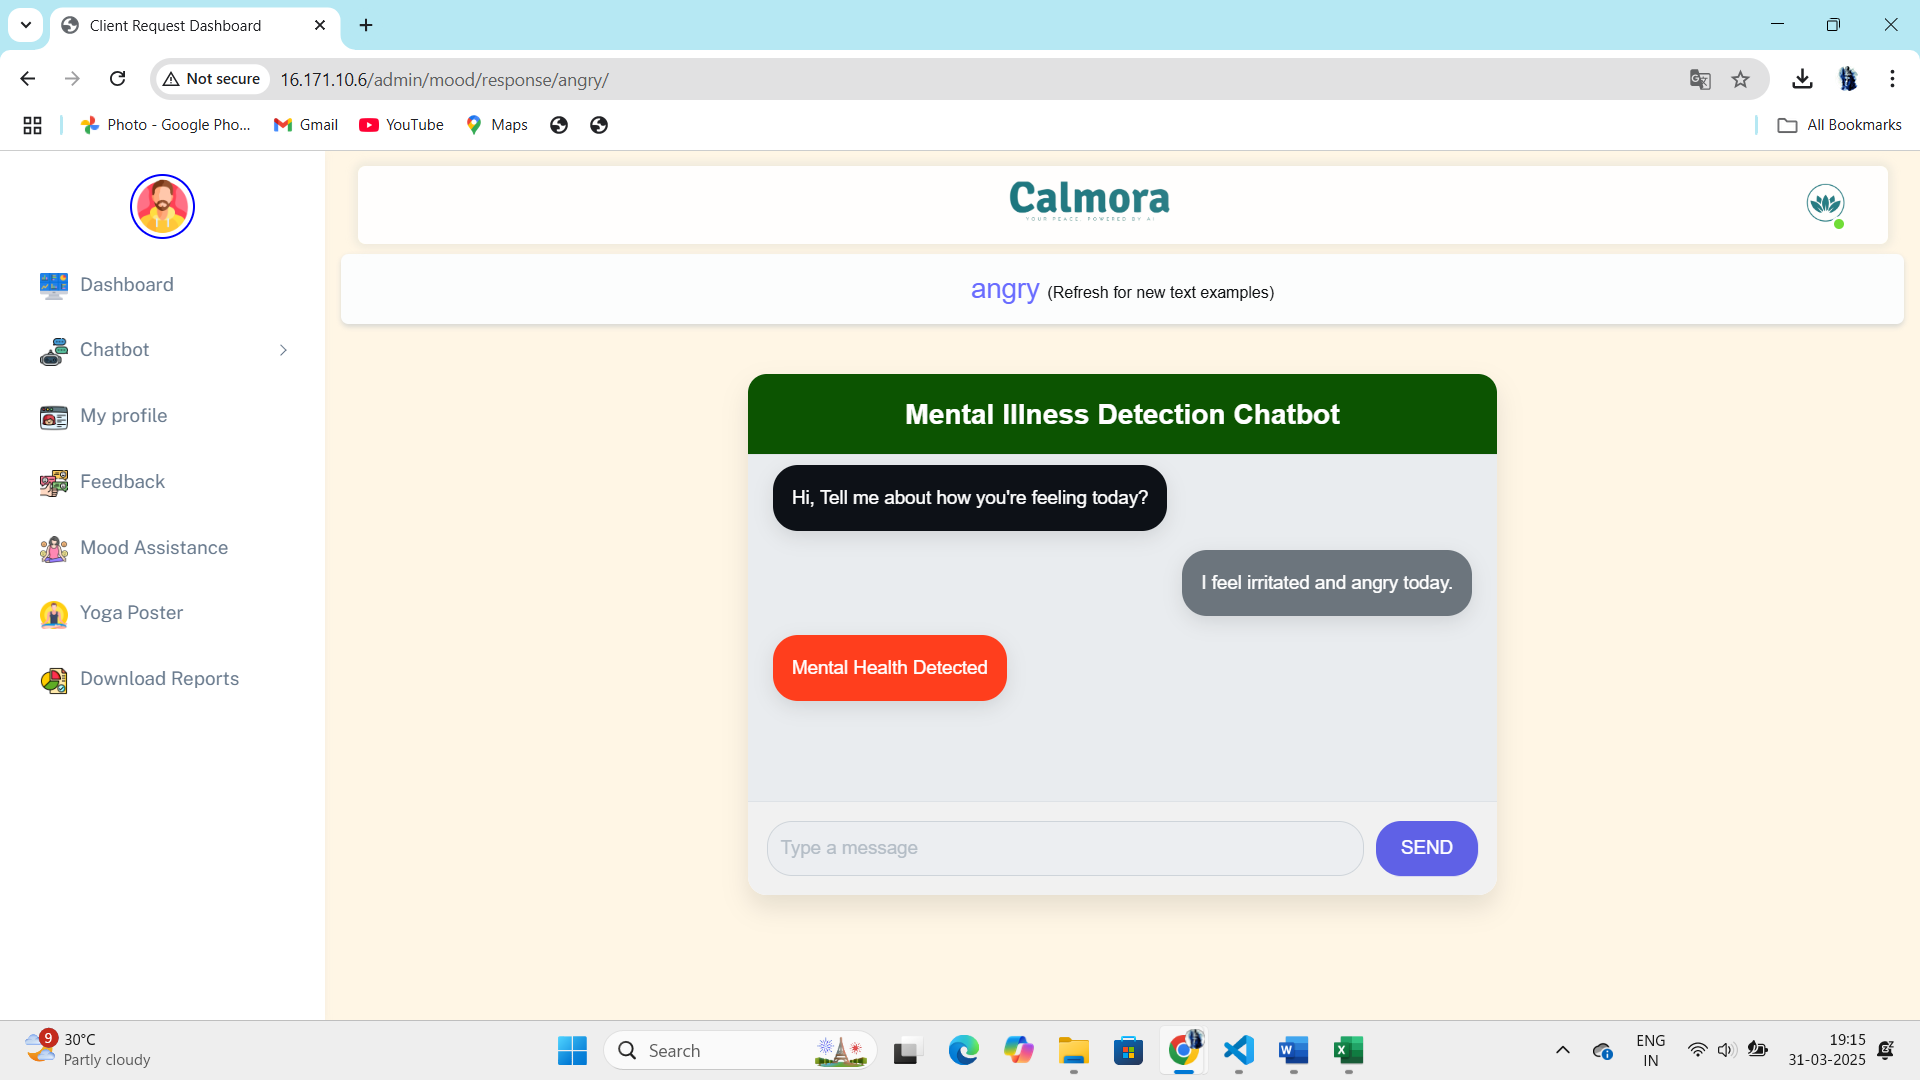 Client Request Dashboard
Not secure
16.171.10.6/admin/mood/response/angry/
Photo - Google Pho...
Gmail
YouTube
Maps
All Bookmarks
Calmora
YOUR PEACE, POWERED BY AI
angry (Refresh for new text examples)
Dashboard
Chatbot
My profile
Feedback
Mood Assistance
Yoga Poster
Download Reports
Mental Illness Detection Chatbot
Hi, Tell me about how you're feeling today?
I feel irritated and angry today.
Mental Health Detected
Type a message
SEND
9
30°C
Partly cloudy
Search
ENG
IN
19:15
31-03-2025